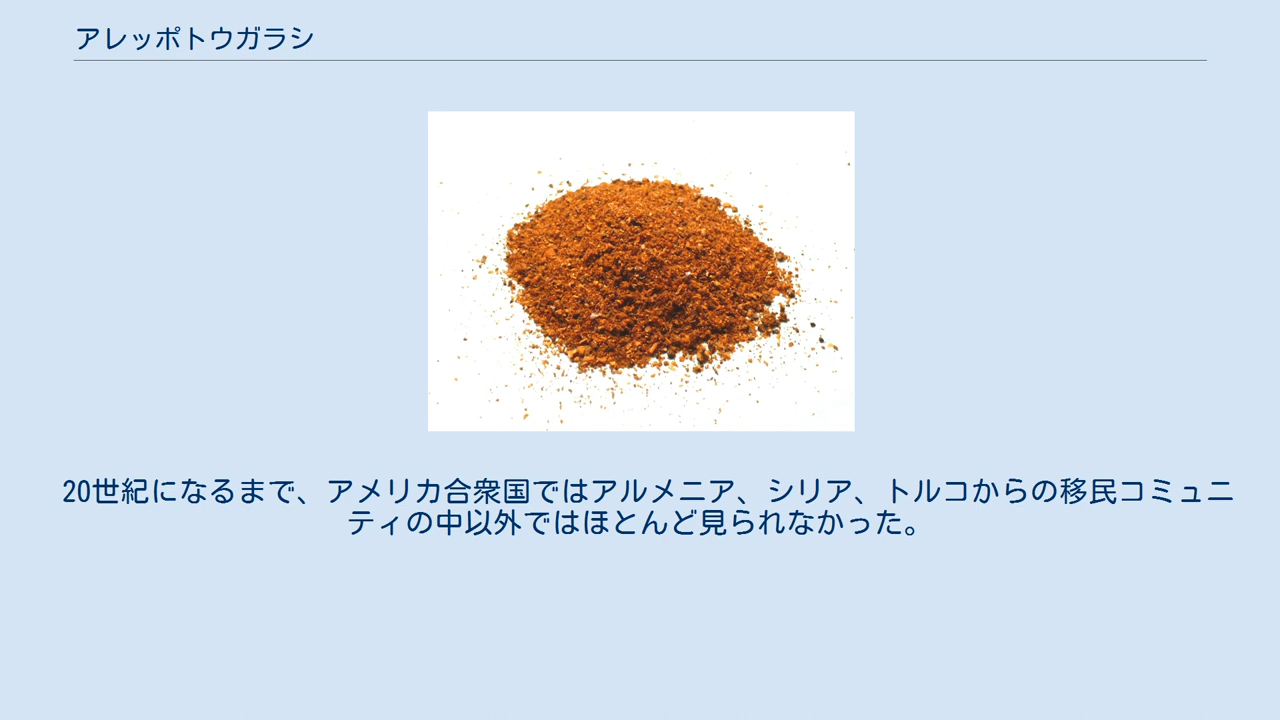 アレッポトウガラシ
20世紀になるまで、アメリカ合衆国ではアルメニア、シリア、トルコからの移民コミュニ
ティの中以外ではほとんど見られなかった。